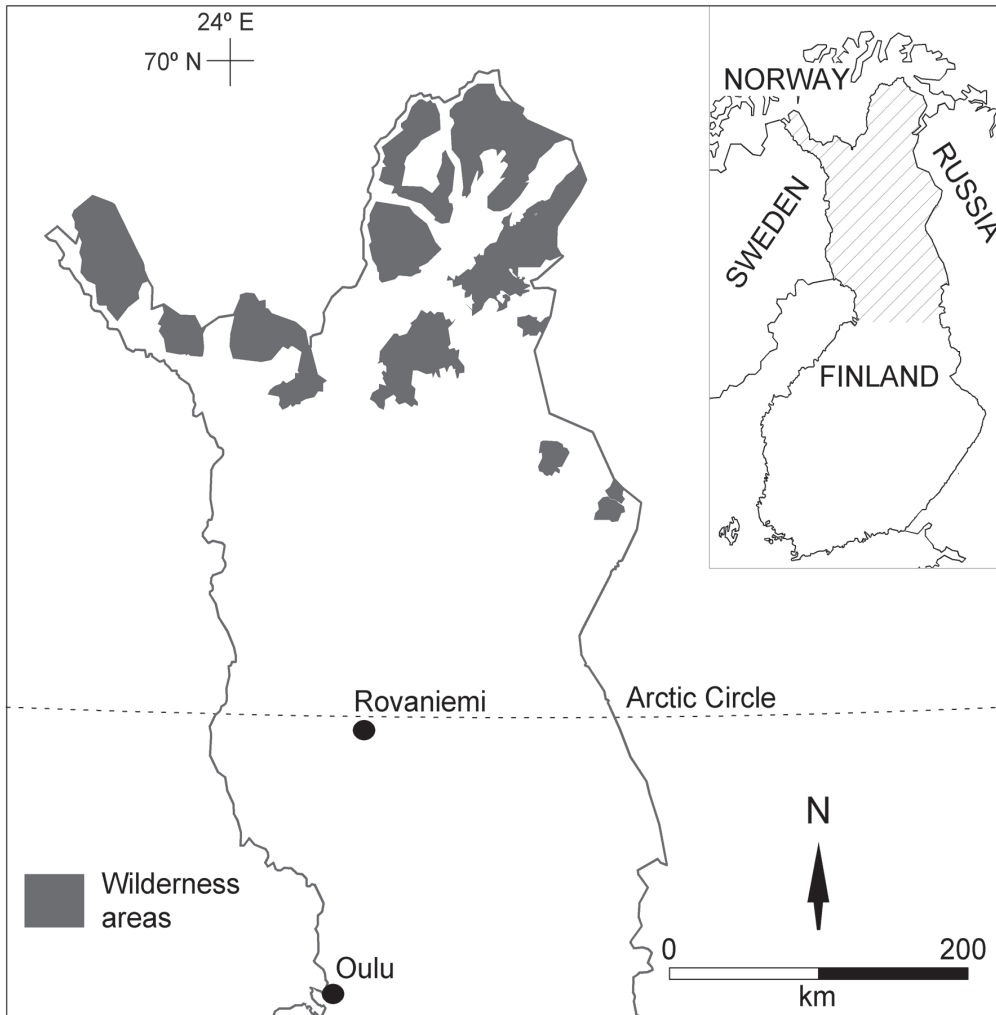 24º E
70º N
NORWAY
SWEDEN
RUSSIA
FINLAND
Rovaniemi
Arctic Circle
N
Wilderness
areas
0
200
km
Oulu